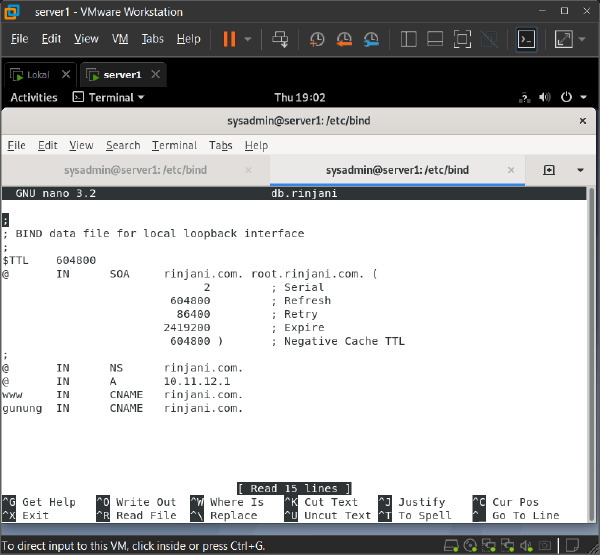 server1 - VMware Workstation
File Edit View VM Tabs Help
Lokal server1
Activities Terminal Thu 19:02
sysadmin@server1: /etc/bind
File Edit View Search Terminal Tabs Help
sysadmin@server1: /etc/bind sysadmin@server1: /etc/bind
GNU nano 3.2 db.rinjani
;
; BIND data file for local loopback interface
;
$TTL 604800
@ IN SOA rinjani.com. root.rinjani.com. (
2 ; Serial
604800 ; Refresh
86400 ; Retry
2419200 ; Expire
604800 ) ; Negative Cache TTL
;
@ IN NS rinjani.com.
@ IN A 10.11.12.1
www IN CNAME rinjani.com.
gunung IN CNAME rinjani.com.
[ Read 15 lines ]
^G Get Help ^O Write Out ^W Where Is ^K Cut Text ^J Justify ^C Cur Pos
^X Exit ^R Read File ^\ Replace ^U Uncut Text ^T To Spell ^_ Go To Line
To direct input to this VM, click inside or press Ctrl+G.